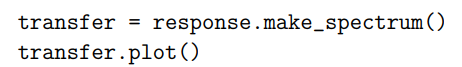 transfer = response.make_spectrum()
transfer.plot()